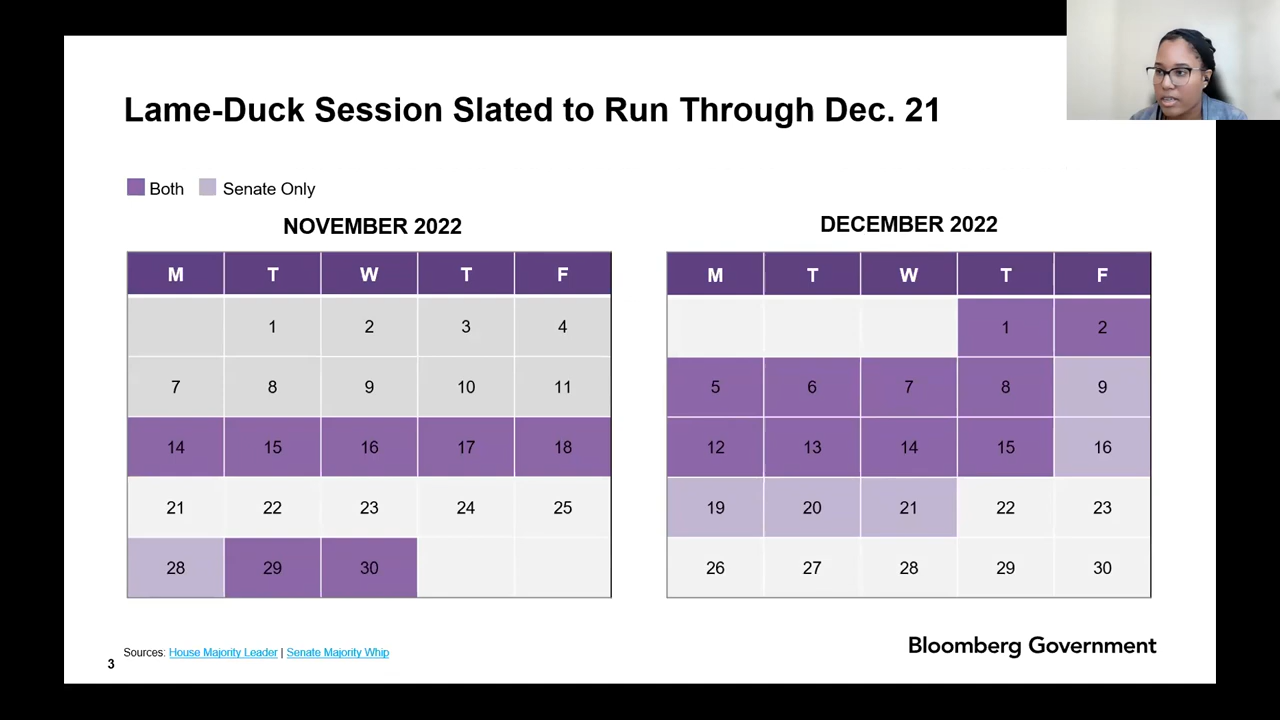 Lame-Duck Session Slated to Run Through Dec. 21
Both Senate Only
NOVEMBER 2022
M T W T F
1 2 3 4
7 8 9 10 11
14 15 16 17 18
21 22 23 24 25
28 29 30
DECEMBER 2022
M T W T F
1 2
5 6 7 8 9
12 13 14 15 16
19 20 21 22 23
26 27 28 29 30
Sources: House Majority Leader | Senate Majority Whip
3
Bloomberg Government